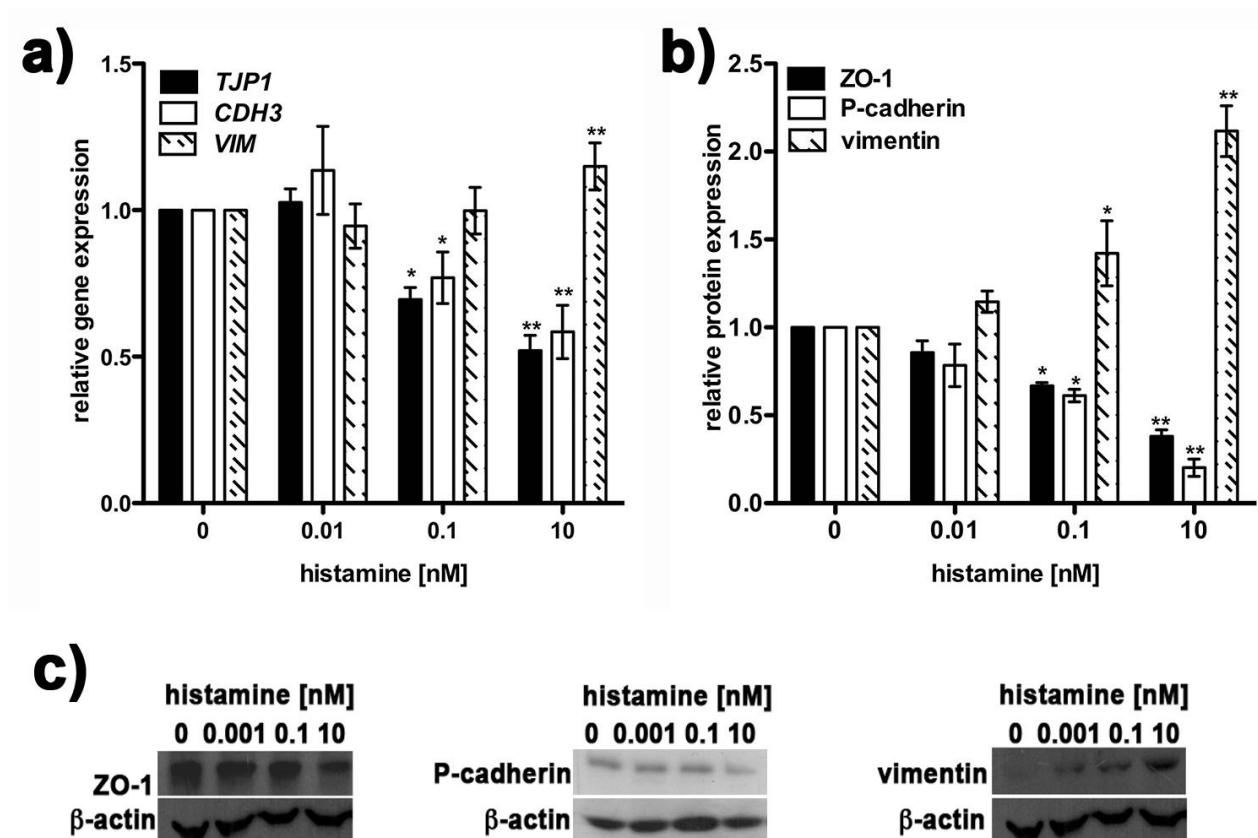 a)
1.5
1.0
0.5
0.0
relative gene expression
TJP1
CDH3
VIM
* *
** ** **
0 0.01 0.1 10
histamine [nM]
b)
2.5
2.0
1.5
1.0
0.5
0.0
relative protein expression
ZO-1
P-cadherin
vimentin
* * *
** ** **
0 0.01 0.1 10
histamine [nM]
c)
histamine [nM]
0 0.001 0.1 10
ZO-1
β-actin
histamine [nM]
0 0.001 0.1 10
P-cadherin
β-actin
histamine [nM]
0 0.001 0.1 10
vimentin
β-actin